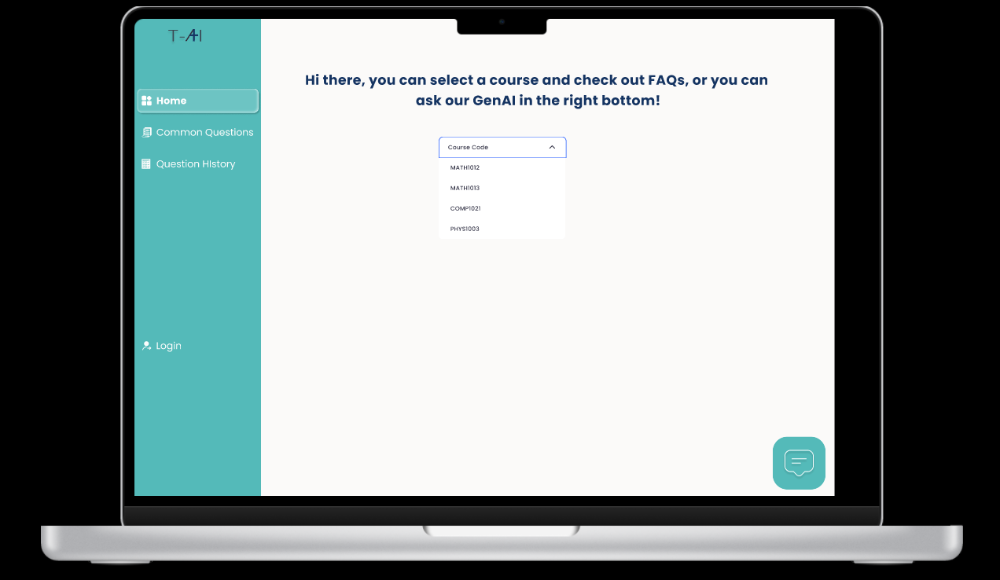 T-AI
Home
Common Questions
Question HIstory
Login
Hi there, you can select a course and check out FAQs, or you can
ask our GenAI in the right bottom!
Course Code
MATH1012
MATH1013
COMP1021
PHYS1003